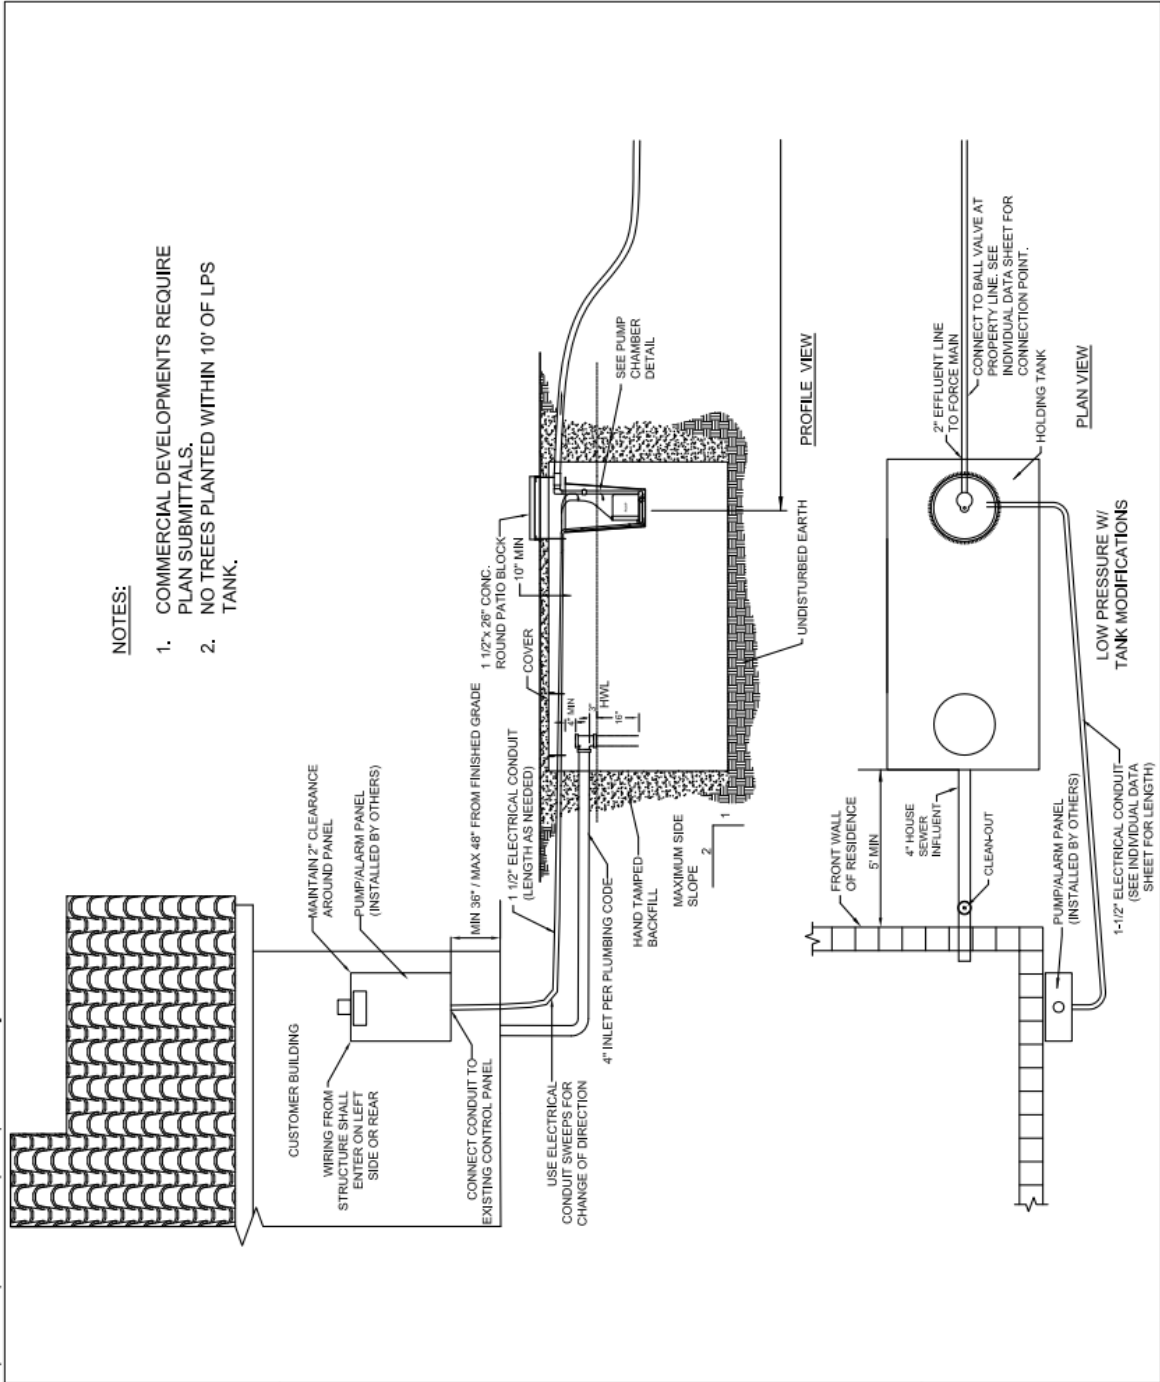 NOTES:
1. COMMERCIAL DEVELOPMENTS REQUIRE
PLAN SUBMITTALS.
2. NO TREES PLANTED WITHIN 10' OF LPS
TANK.
CUSTOMER BUILDING
WIRING FROM
STRUCTURE SHALL
ENTER ON LEFT
SIDE OR REAR
MAINTAIN 2" CLEARANCE
AROUND PANEL
PUMP/ALARM PANEL
(INSTALLED BY OTHERS)
MIN 36" / MAX 48" FROM FINISHED GRADE
CONNECT CONDUIT TO
EXISTING CONTROL PANEL
1 1/2" ELECTRICAL CONDUIT
(LENGTH AS NEEDED)
USE ELECTRICAL
CONDUIT SWEEPS FOR
CHANGE OF DIRECTION
4" INLET PER PLUMBING CODE
HAND TAMPED
BACKFILL
MAXIMUM SIDE
SLOPE
2
1
1 1/2"x 26" CONC.
ROUND PATIO BLOCK
10" MIN
COVER
4" MIN
3"
HWL
16"
SEE PUMP
CHAMBER
DETAIL
UNDISTURBED EARTH
PROFILE VIEW
FRONT WALL
OF RESIDENCE
5' MIN
4" HOUSE
SEWER
INFLUENT
CLEAN-OUT
PUMP/ALARM PANEL
(INSTALLED BY OTHERS)
1-1/2" ELECTRICAL CONDUIT
(SEE INDIVIDUAL DATA
SHEET FOR LENGTH)
2" EFFLUENT LINE
TO FORCE MAIN
CONNECT TO BALL VALVE AT
PROPERTY LINE. SEE
INDIVIDUAL DATA SHEET FOR
CONNECTION POINT.
HOLDING TANK
PLAN VIEW
LOW PRESSURE W/
TANK MODIFICATIONS